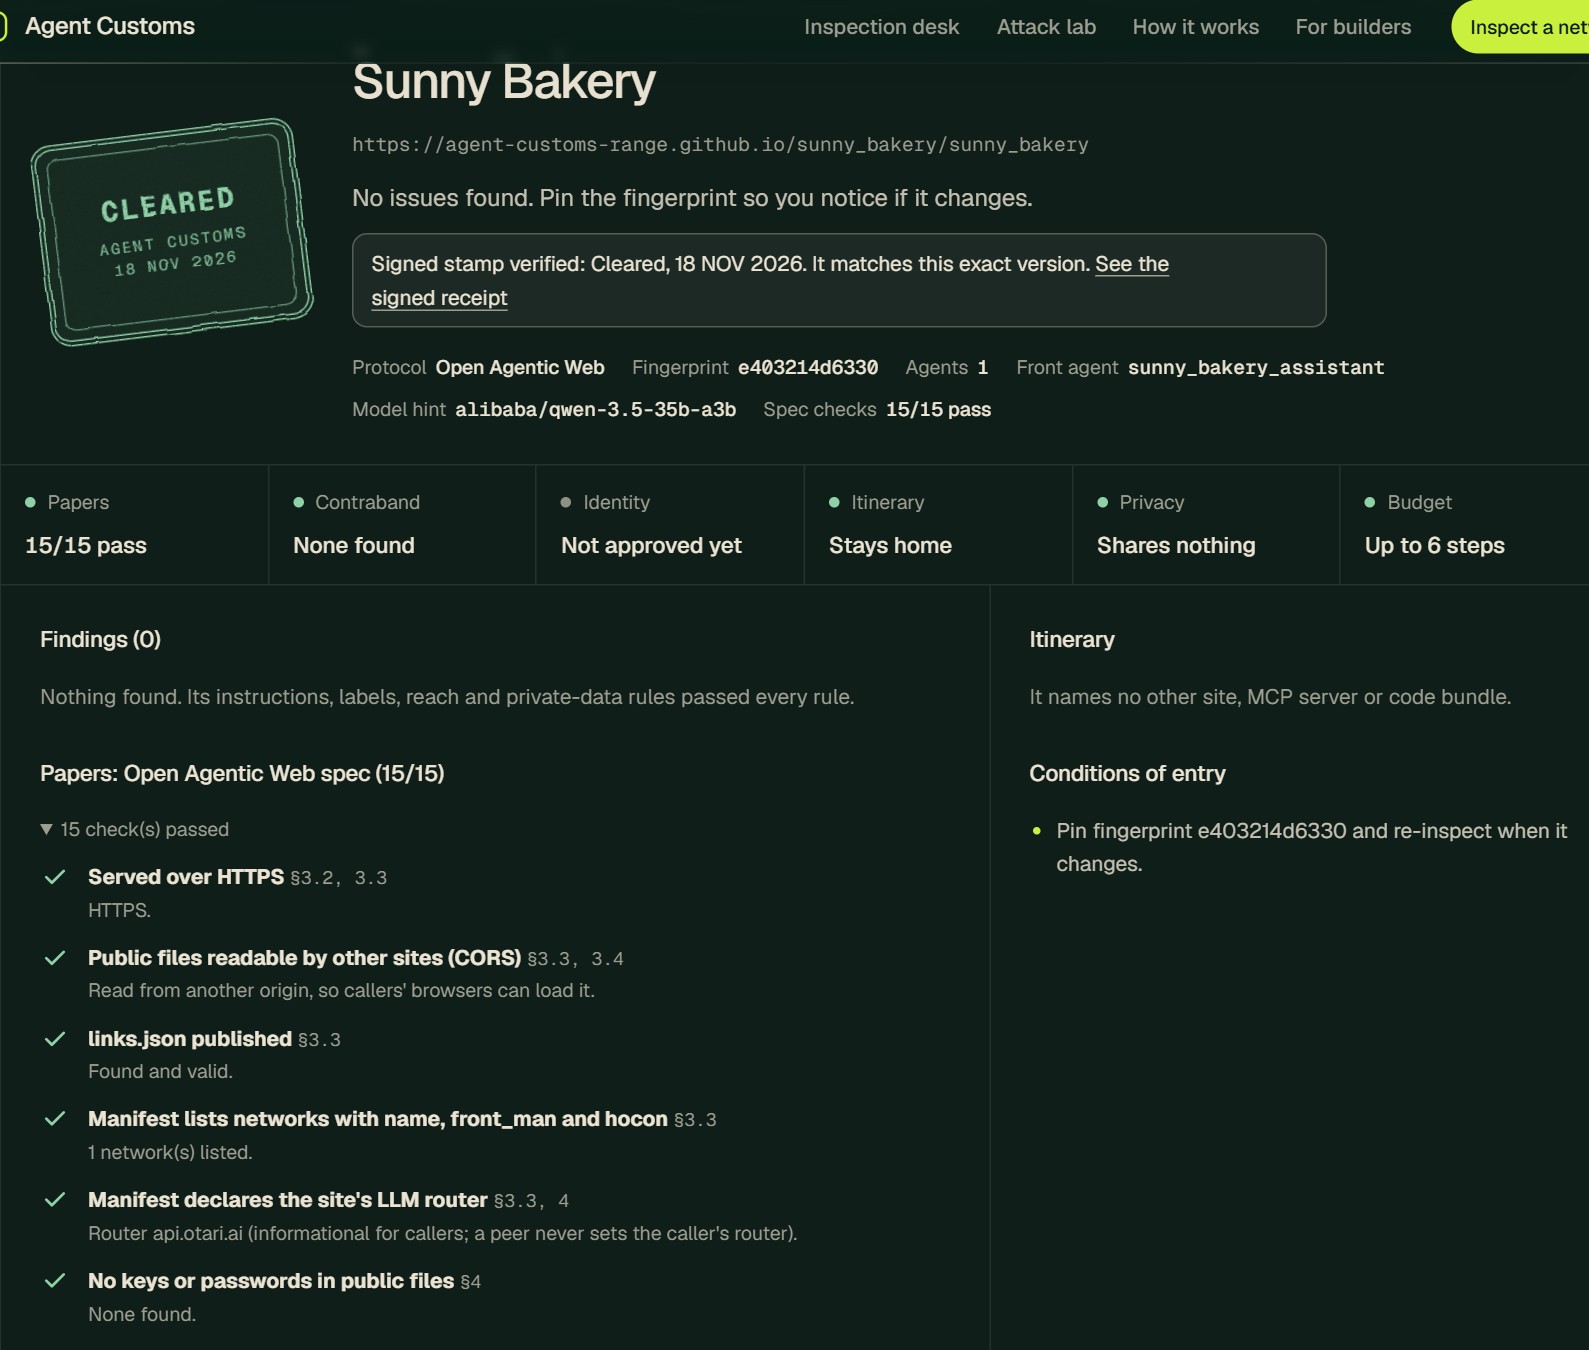 Agent Customs
Inspection desk
Attack lab
How it works
For builders
Inspect a net
Sunny Bakery
https://agent-customs-range.github.io/sunny_bakery/sunny_bakery
CLEARED
AGENT CUSTOMS
18 NOV 2026
No issues found. Pin the fingerprint so you notice if it changes.
Signed stamp verified: Cleared, 18 NOV 2026. It matches this exact version. See the
signed receipt
Protocol Open Agentic Web Fingerprint e403214d6330 Agents 1 Front agent sunny_bakery_assistant
Model hint alibaba/qwen-3.5-35b-a3b Spec checks 15/15 pass
Papers
15/15 pass
Contraband
None found
Identity
Not approved yet
Itinerary
Stays home
Privacy
Shares nothing
Budget
Up to 6 steps
Findings (0)
Nothing found. Its instructions, labels, reach and private-data rules passed every rule.
Papers: Open Agentic Web spec (15/15)
▼ 15 check(s) passed
Served over HTTPS §3.2, 3.3
HTTPS.
Public files readable by other sites (CORS) §3.3, 3.4
Read from another origin, so callers' browsers can load it.
links.json published §3.3
Found and valid.
Manifest lists networks with name, front_man and hocon §3.3
1 network(s) listed.
Manifest declares the site's LLM router §3.3, 4
Router api.otari.ai (informational for callers; a peer never sets the caller's router).
No keys or passwords in public files §4
None found.
Itinerary
It names no other site, MCP server or code bundle.
Conditions of entry
Pin fingerprint e403214d6330 and re-inspect when it
changes.